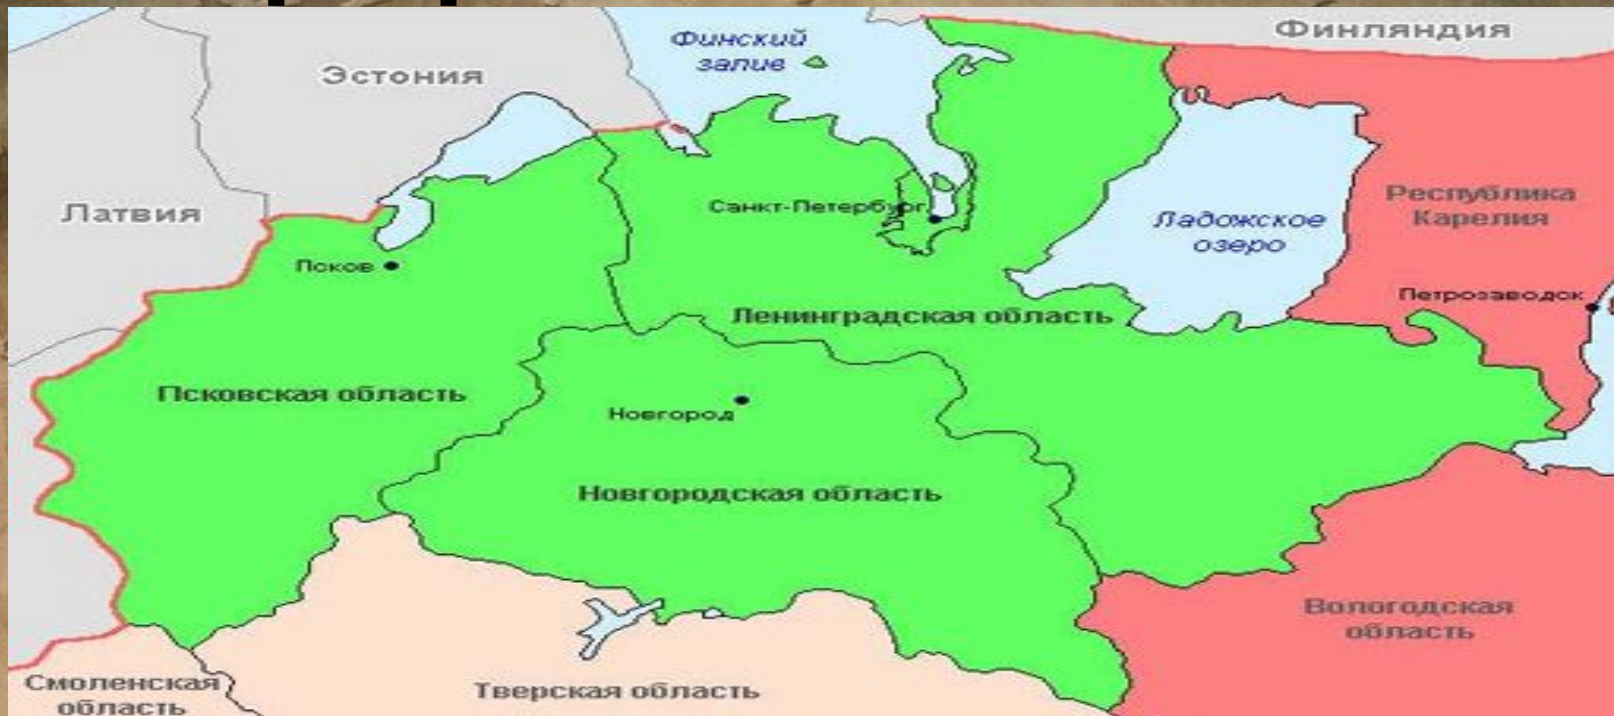 Финляндия
Финский
залив
Эстония
Республика
Карелия
Санкт-Петербург
Латвия
Ладожское
озеро
Псков
Петрозаводск
Ленинградская область
Псковская область
Новгород
Новгородская область
Вологодская
область
Смоленская
область
Тверская область